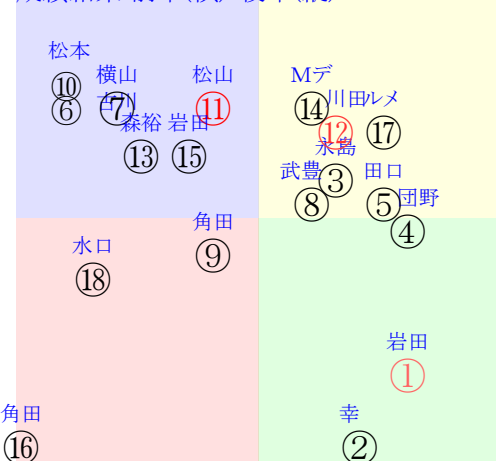 松本
⑩
⑥
横山
⑦
松山
⑪
森裕
⑬
岩田
⑮
Mデ
⑭
川田
⑫
ルメ
⑰
永島
③
武豊
⑧
田口
⑤
団野
④
角田
⑨
水口
⑱
岩田
①
角田
⑯
幸
②